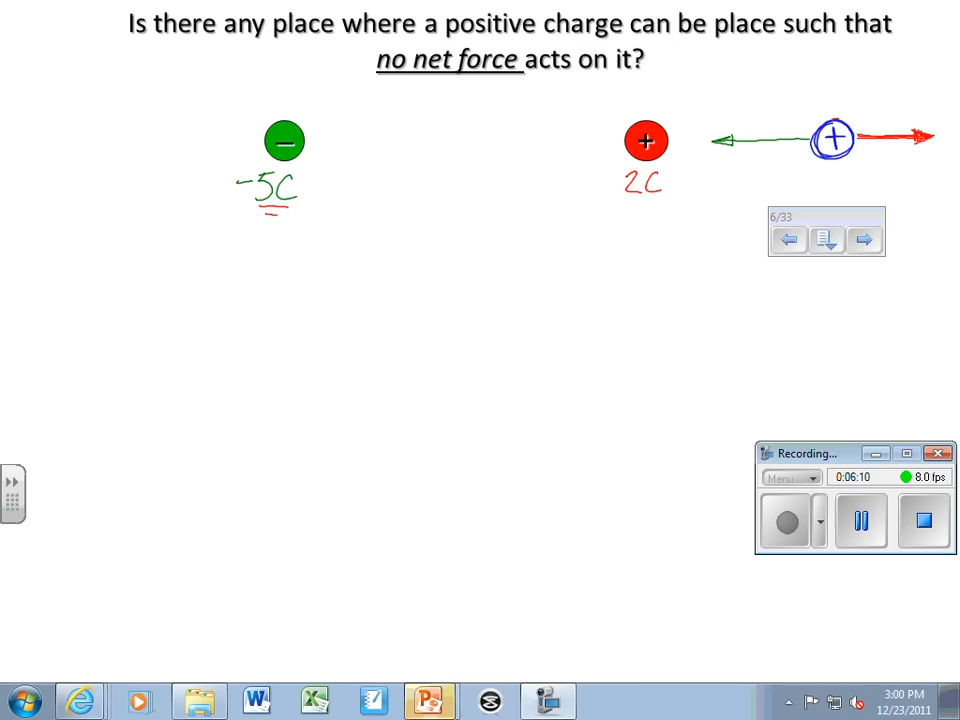 Is there any place where a positive charge can be place such that
no net force acts on it?
− + +
-5C 2C
6/33
Recording...
Menu 0:06:10 8.0 fps
3:00 PM
12/23/2011